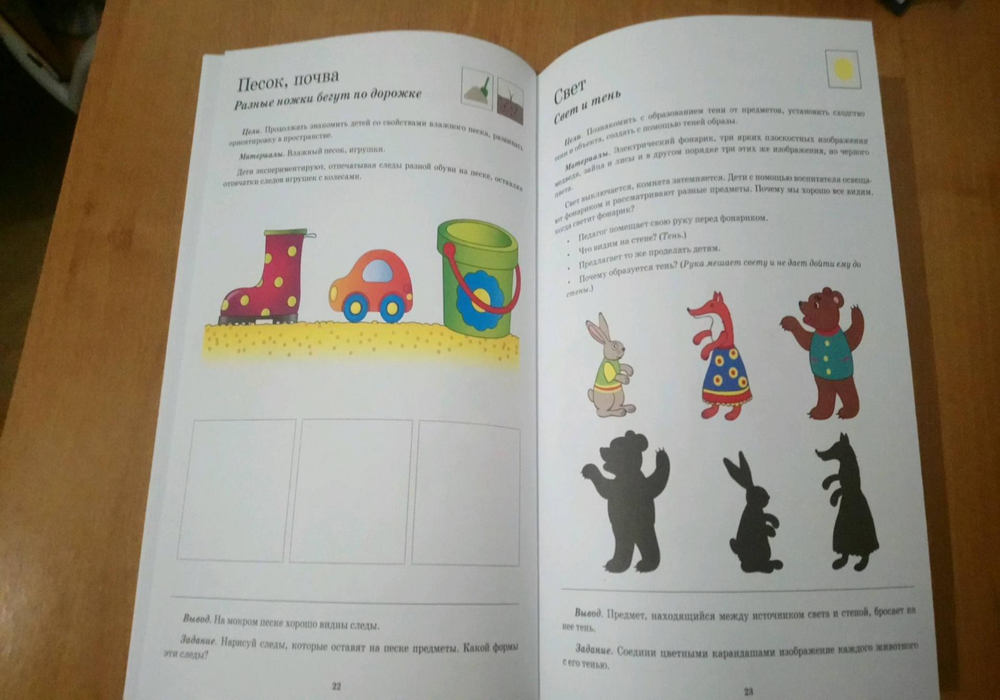 Песок, почва
Разные ножки бегут по дорожке
Цели. Продолжать знакомить детей со свойствами влажного песка, развивать
ориентировку в пространстве.
Материалы. Влажный песок, игрушки.
Дети экспериментируют, отпечатывая следы разной обуви на песке, оставляя
отпечатки следов игрушек с колесами.
Вывод. На мокром песке хорошо видны следы.
Задание. Нарисуй следы, которые оставят на песке предметы. Какой формы
эти следы?
22
Свет
Свет и тень
Цели. Познакомить с образованием тени от предметов, установить сходство
тени и объекта, создать с помощью теней образы.
Материалы. Электрический фонарик, три ярких плоскостных изображения
медведя, зайца и лисы и в другом порядке три этих же изображения, но черного
цвета.
Свет выключается, комната затемняется. Дети с помощью воспитателя освеща-
ют фонариком и рассматривают разные предметы. Почему мы хорошо все видим,
когда светит фонарик?
• Педагог помещает свою руку перед фонариком.
• Что видим на стене? (Тень.)
• Предлагает то же проделать детям.
• Почему образуется тень? (Рука мешает свету и не дает дойти ему до
стены.)
Вывод. Предмет, находящийся между источником света и стеной, бросает на
нее тень.
Задание. Соедини цветными карандашами изображение каждого животного
с его тенью.
23